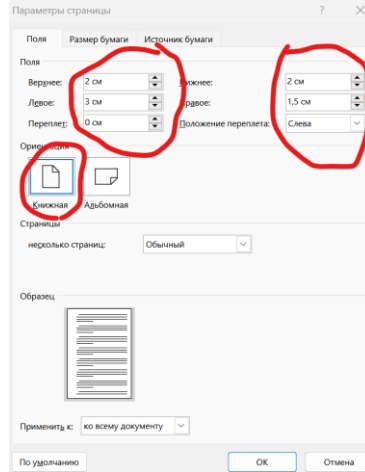 Параметры страницы ? ×
Поля Размер бумаги Источник бумаги
Поля
Верхнее: 2 см Нижнее: 2 см
Левое: 3 см Правое: 1,5 см
Переплет: 0 см Положение переплета: Слева
Ориентация
Книжная Альбомная
Страницы
несколько страниц: Обычный
Образец
Применить к: ко всему документу
По умолчанию ОК Отмена